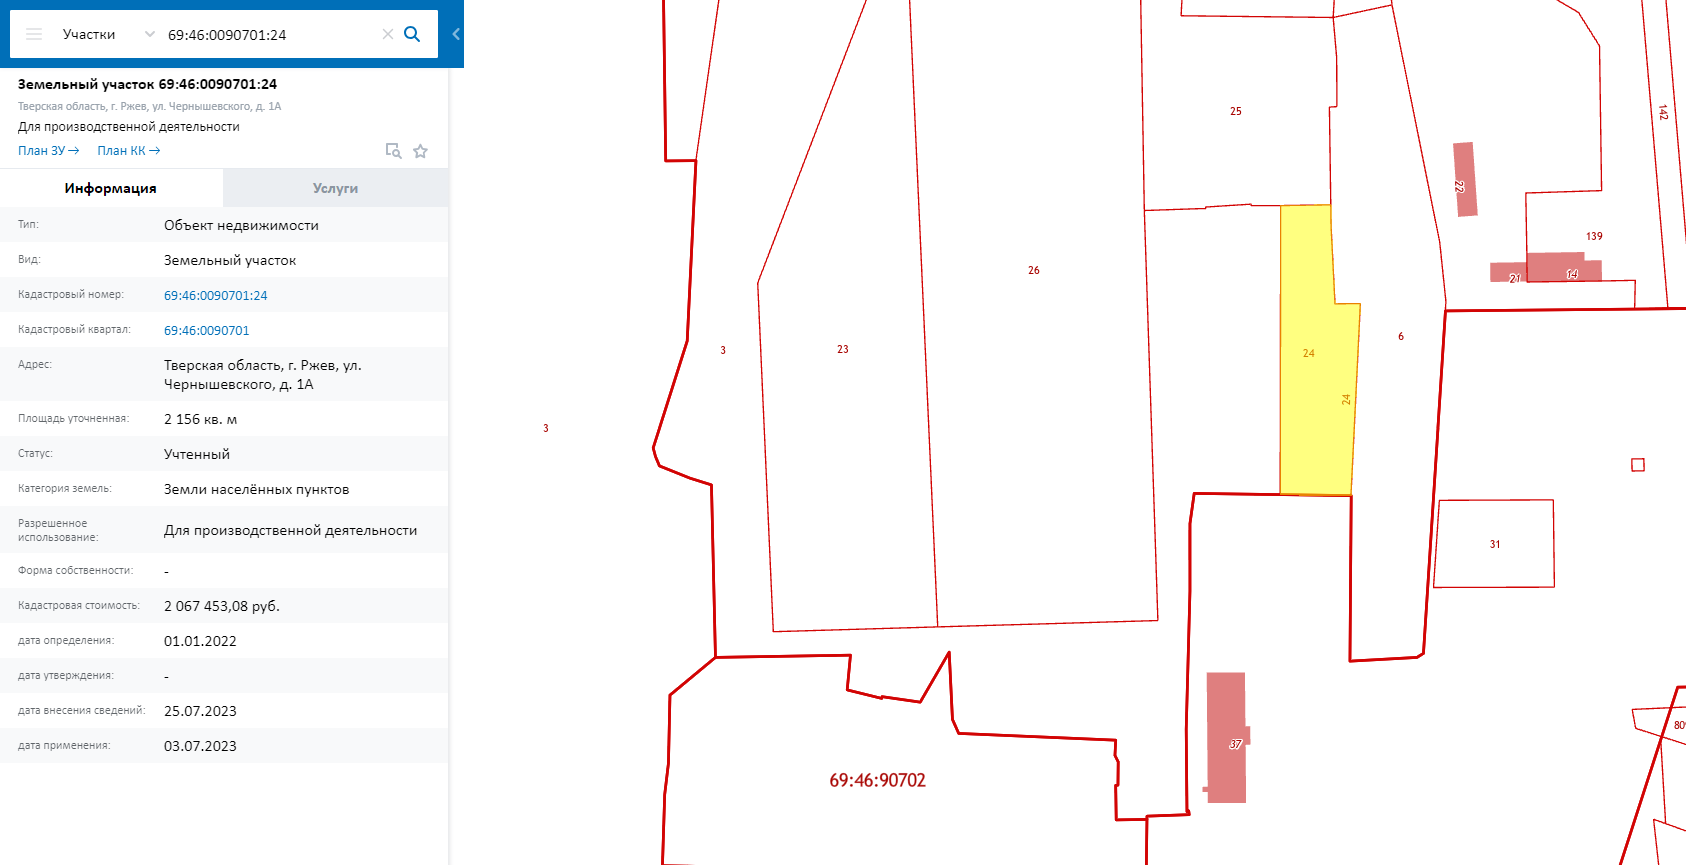 Участки 69:46:0090701:24
Земельный участок 69:46:0090701:24
Тверская область, г. Ржев, ул. Чернышевского, д. 1А
Для производственной деятельности
План ЗУ → План КК →
Информация Услуги
Тип: Объект недвижимости
Вид: Земельный участок
Кадастровый номер: 69:46:0090701:24
Кадастровый квартал: 69:46:0090701
Адрес: Тверская область, г. Ржев, ул.
Чернышевского, д. 1А
Площадь уточненная: 2 156 кв. м
Статус: Учтенный
Категория земель: Земли населённых пунктов
Разрешенное
использование: Для производственной деятельности
Форма собственности: -
Кадастровая стоимость: 2 067 453,08 руб.
дата определения: 01.01.2022
дата утверждения: -
дата внесения сведений: 25.07.2023
дата применения: 03.07.2023
25
142
22
139
26
21
14
6
3
23
24
24
3
31
37
69:46:90702